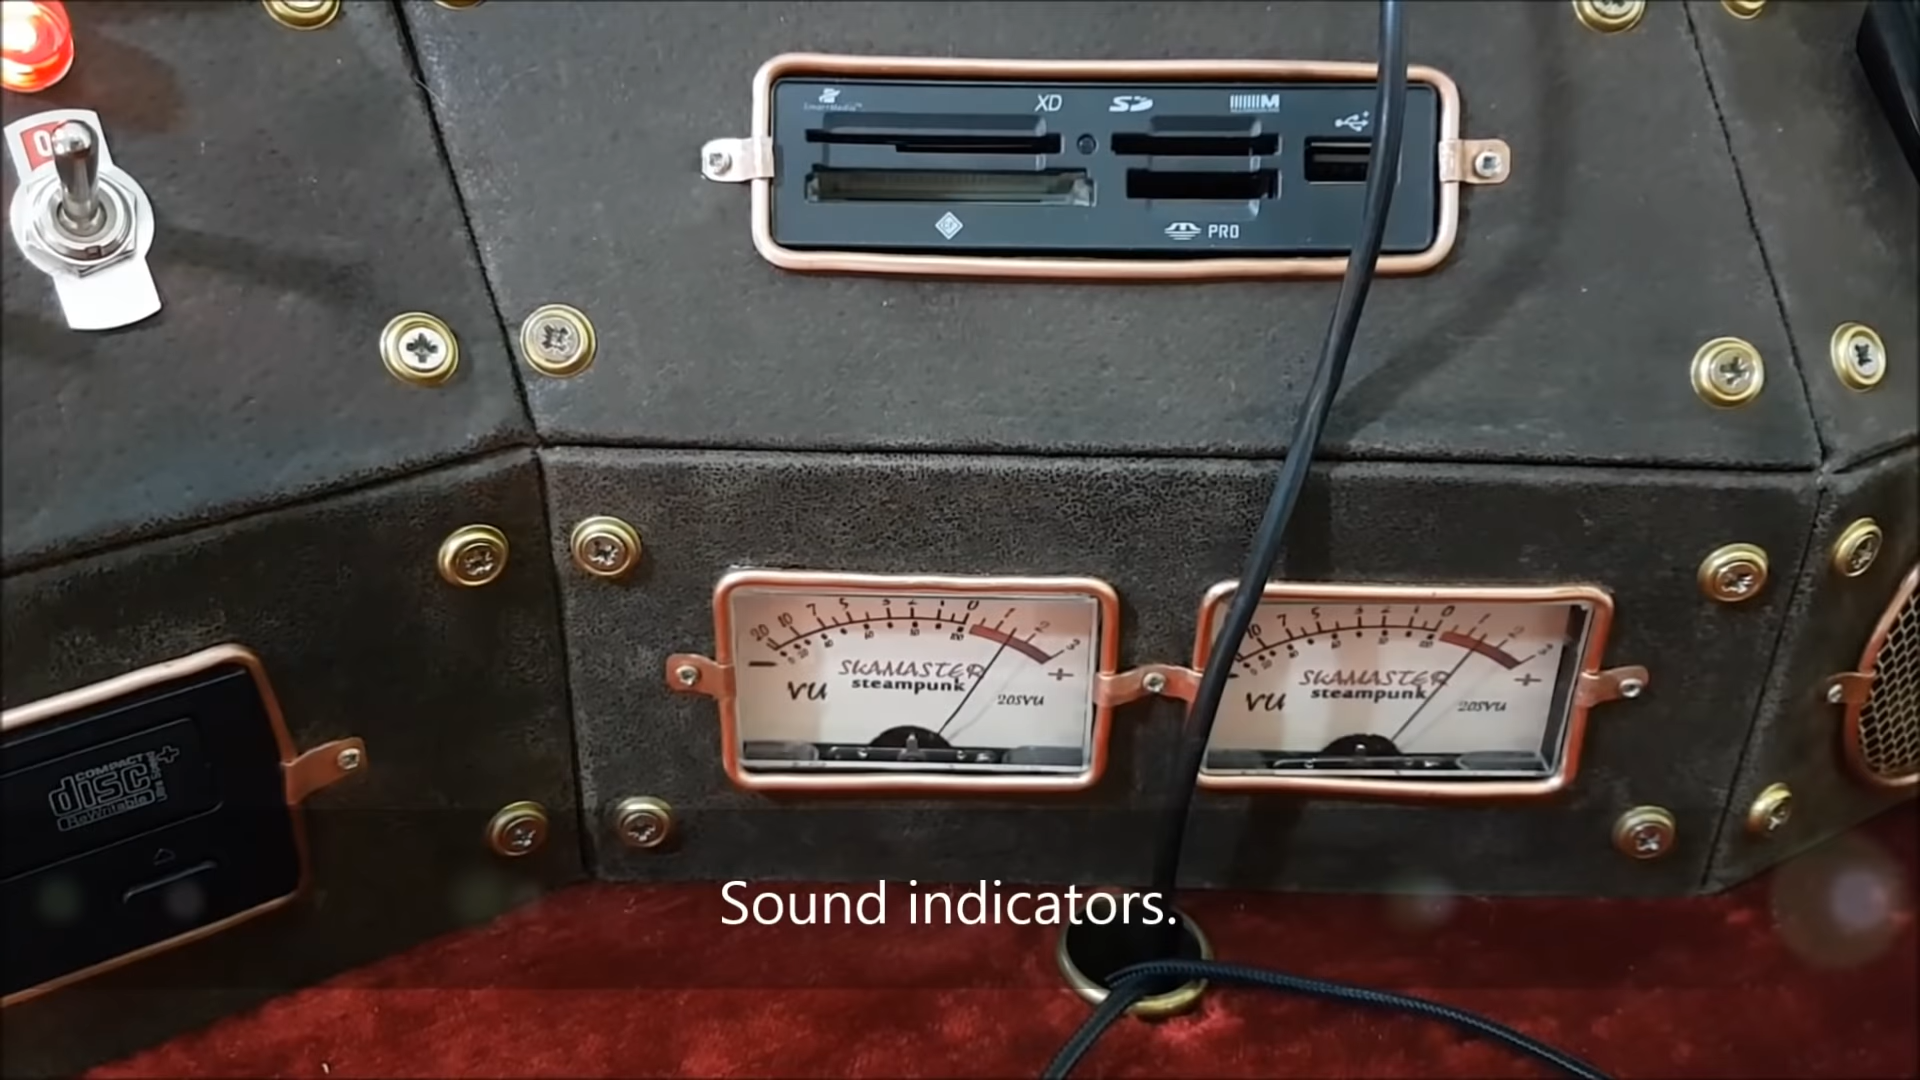 SmartMedia™ XD SD M
O
PRO
20 10 7 5 3 2 1 0 1 2 3
SKAMASTER
steampunk
VU
20SVU
10 7 5 3 2 1 0 1 2 3
SKAMASTER
steampunk
VU
20SVU
COMPACT
disc
ReWritable
Sound indicators.